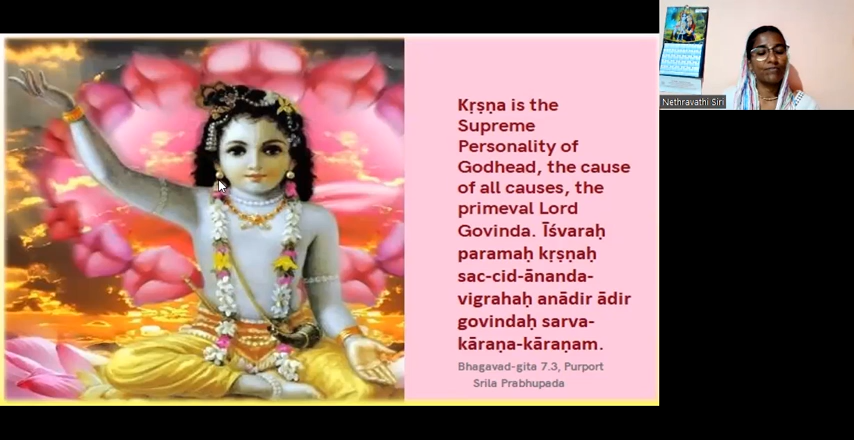 Kṛṣṇa is the
Supreme
Personality of
Godhead, the cause
of all causes, the
primeval Lord
Govinda. Īśvaraḥ
paramaḥ kṛṣṇaḥ
sac-cid-ānanda-
vigrahaḥ anādir ādir
govindaḥ sarva-
kāraṇa-kāraṇam.
Bhagavad-gita 7.3, Purport
Srila Prabhupada
Nethravathi Siri